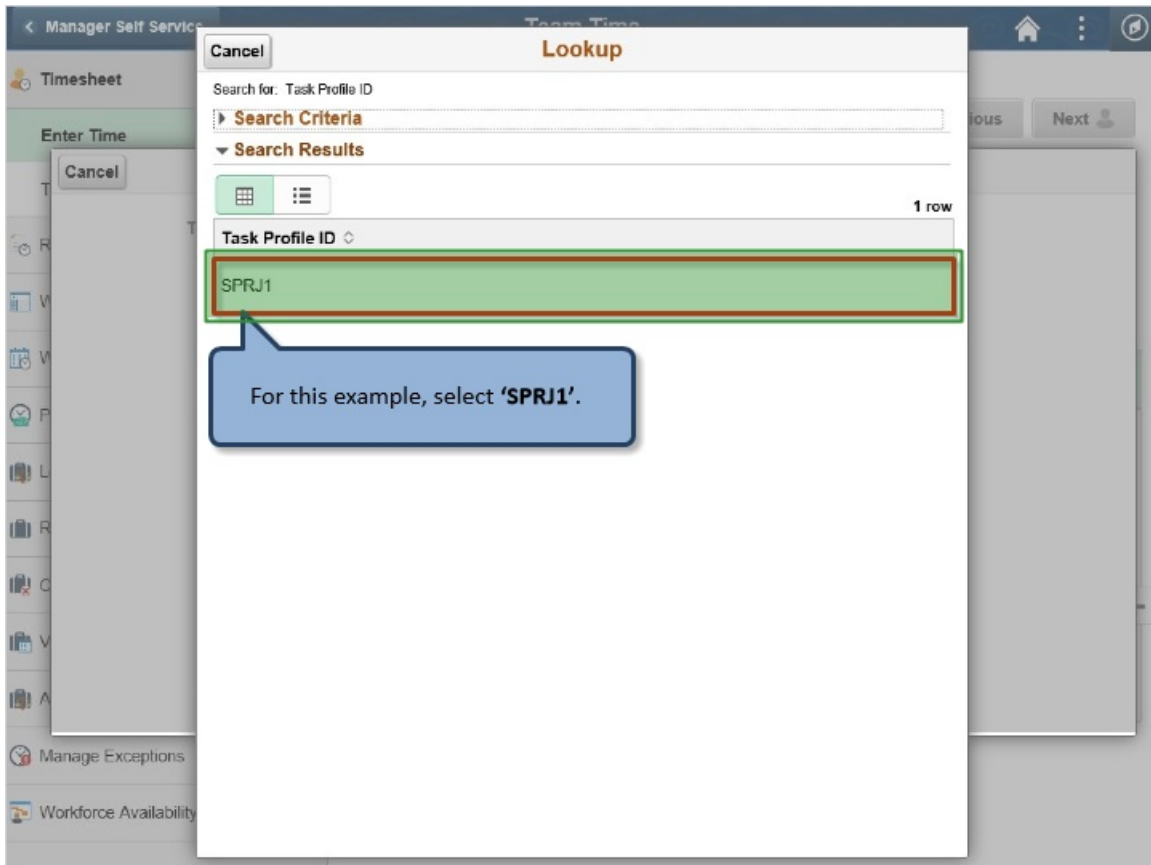 Manager Self Servic
Team Time
Cancel
Lookup
Timesheet
Search for: Task Profile ID
Search Criteria
ious
Next
Enter Time
Search Results
Cancel
1 row
Task Profile ID
SPRJ1
For this example, select ‘SPRJ1’.
Manage Exceptions
Workforce Availability